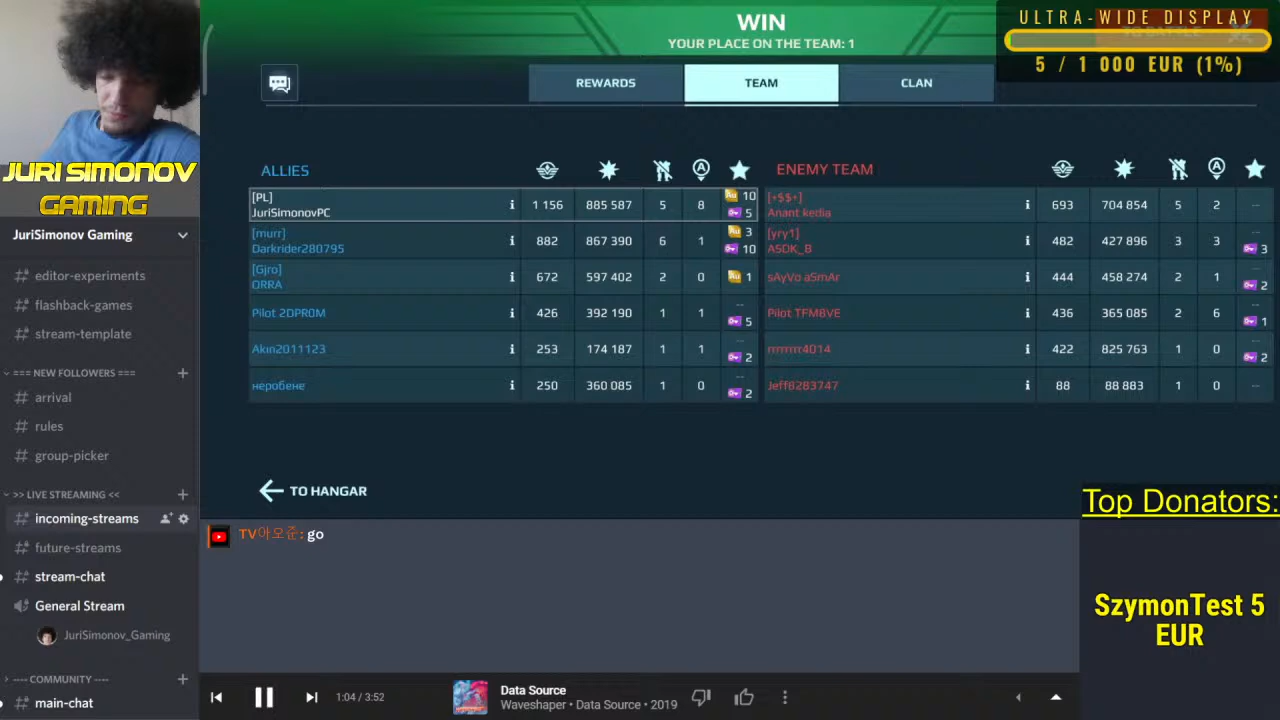 WIN
YOUR PLACE ON THE TEAM: 1
ULTRA-WIDE DISPLAY
5 / 1 000 EUR (1%)
REWARDS
TEAM
CLAN
JURI SIMONOV
GAMING
JuriSimonov Gaming
editor-experiments
flashback-games
stream-template
=== NEW FOLLOWERS ===
arrival
rules
group-picker
>> LIVE STREAMING <<
incoming-streams
future-streams
stream-chat
General Stream
JuriSimonov_Gaming
---- COMMUNITY ----
main-chat
ALLIES
[PL]
JuriSimonovPC 1 156 885 587 5 8 Au 10 5
[murr]
Darkrider280795 882 867 390 6 1 Au 3 10
[Gjro]
ORRA 672 597 402 2 0 Au 1
Pilot 2DPR0M 426 392 190 1 1 -- 5
Akın2011123 253 174 187 1 1 -- 2
неробене 250 360 085 1 0 -- 2
ENEMY TEAM
[+$$+]
Anant kedia 693 704 854 5 2 --
[yry1]
ASDK_B 482 427 896 3 3 -- 3
sAyVo aSmAr 444 458 274 2 1 -- 2
Pilot TFM8VE 436 365 085 2 6 -- 1
rrrrrrrr4014 422 825 763 1 0 -- 2
Jeff8283747 88 88 883 1 0 --
TO HANGAR
TV아오준: go
Top Donators:
SzymonTest 5
EUR
1:04 / 3:52
Data Source
Waveshaper • Data Source • 2019